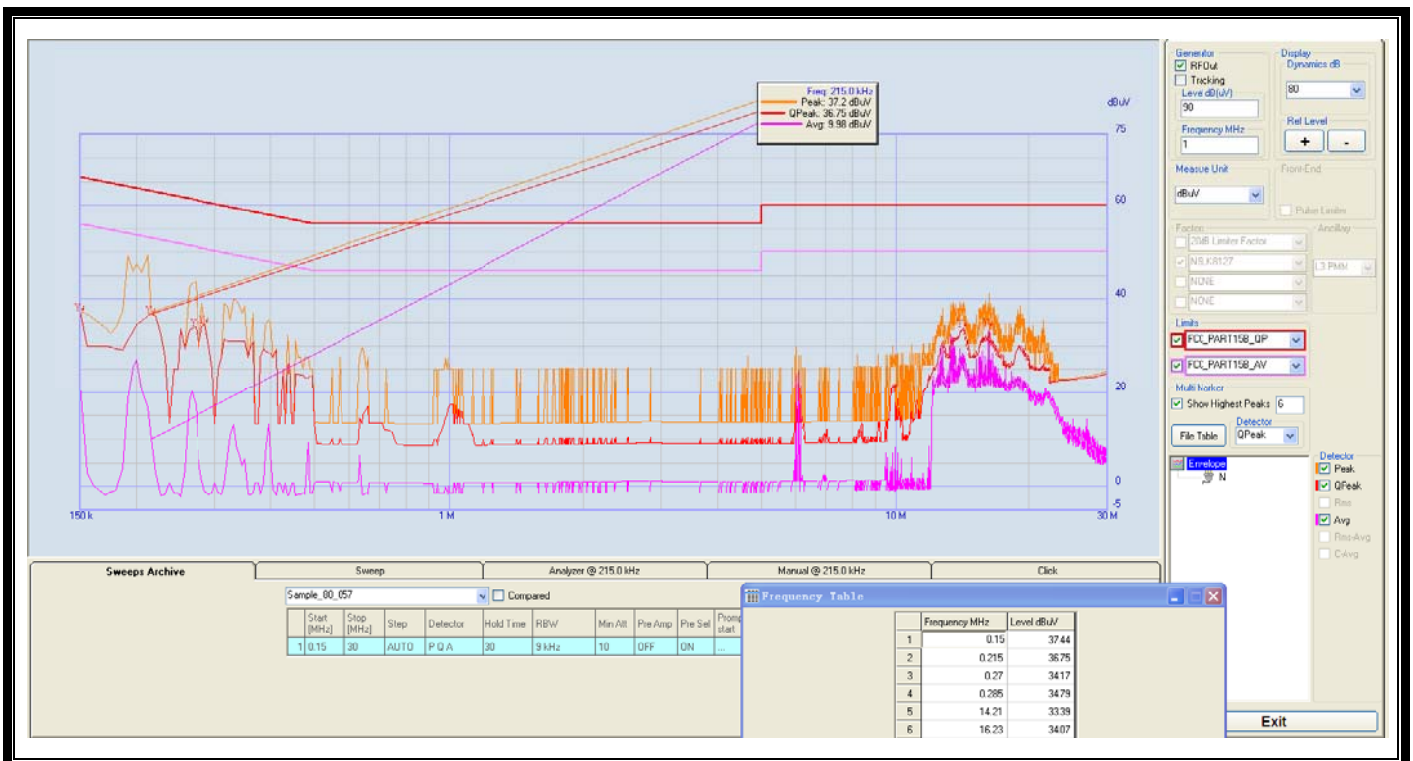 Freq: 215.0 kHz
Peak: 37.2 dBuV
QPeak: 36.75 dBuV
Avg: 9.98 dBuV
dBuV
75
60
40
20
0
-5
150 k
1 M
10 M
30 M
Generator
RFOut
Tracking
Level dB(uV)
90
Frequency MHz
1
Display
Dynamics dB
80
Rel Level
+ -
Measue Unit
dBuV
Front-End
Pulse Limiter
Factor
20dB Limiter Factor
NONE
NONE
Ancillay
L3 PMM
Limits
FCC_PART15B_QP
FCC_PART15B_AV
Multi Marker
Show Highest Peaks 6
File Table
Detector
QPeak
Envelope
N
Detector
Peak
QPeak
Rms
Avg
Rms-Avg
C-Avg
Exit
Sweeps Archive Sweep Analyzer @ 215.0 kHz Manual @ 215.0 kHz Click
Sample_80_057 Compared
Start [MHz] Stop [MHz] Step Detector Hold Time RBW Min Att Pre Amp Pre Sel start
1 0.15 30 AUTO P Q A 30 9 kHz 10 OFF ON ...
Frequency Table
Frequency MHz Level dBuV
1 0.15 37.44
2 0.215 36.75
3 0.27 34.17
4 0.285 34.79
5 14.21 33.39
6 16.23 34.07